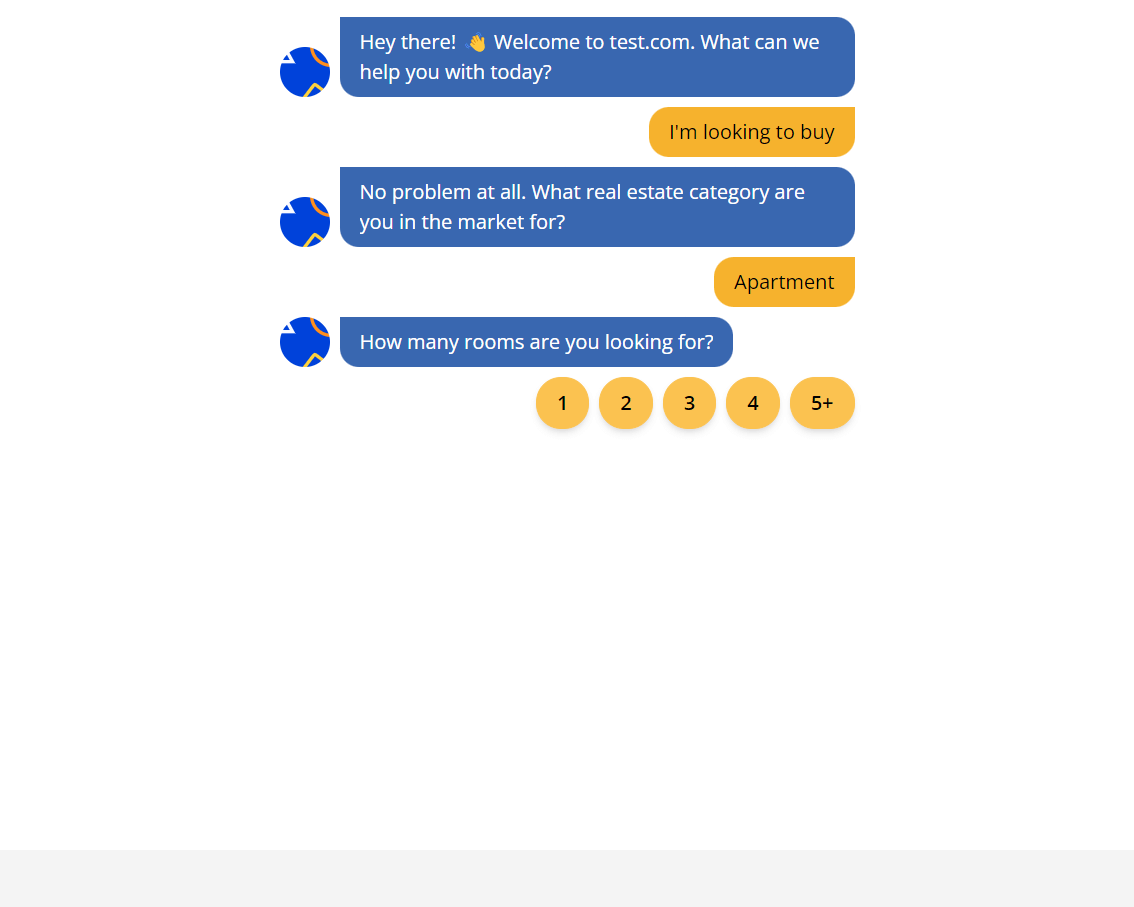 Hey there! 👋 Welcome to test.com. What can we
help you with today?
I'm looking to buy
No problem at all. What real estate category are
you in the market for?
Apartment
How many rooms are you looking for?
1 2 3 4 5+